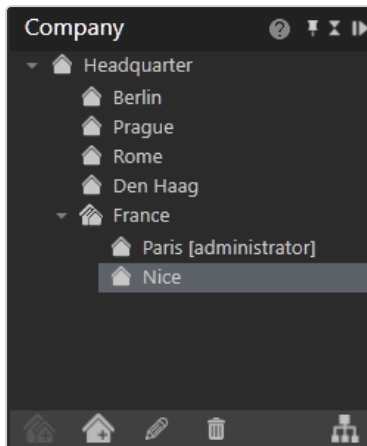 Company
Headquarter
Berlin
Prague
Rome
Den Haag
France
Paris [administrator]
Nice